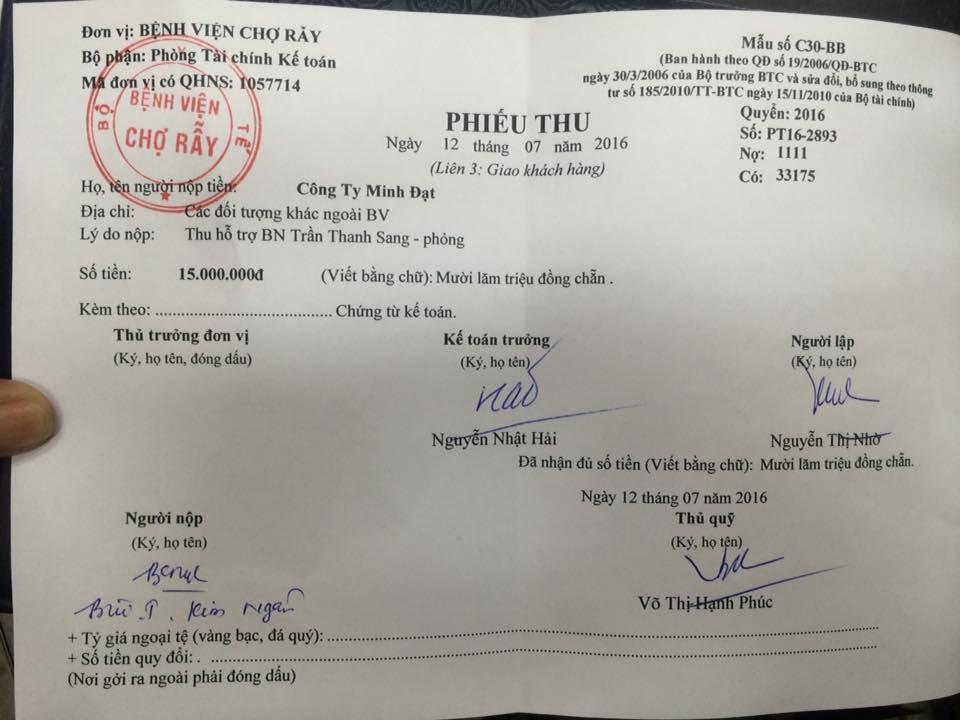 Đơn vị: BỆNH VIỆN CHỢ RẪY
Bộ phận: Phòng Tài chính Kế toán
Mã đơn vị có QHNS: 1057714
Mẫu số C30-BB
(Ban hành theo QĐ số 19/2006/QĐ-BTC
ngày 30/3/2006 của Bộ trưởng BTC và sửa đổi, bổ sung theo thông
tư số 185/2010/TT-BTC ngày 15/11/2010 của Bộ tài chính)
Quyển: 2016
Số: PT16-2893
Nợ: 1111
Có: 33175
BỘ Y TẾ
BỆNH VIỆN
CHỢ RẪY
PHIẾU THU
Ngày 12 tháng 07 năm 2016
(Liên 3: Giao khách hàng)
Họ, tên người nộp tiền: Công Ty Minh Đạt
Địa chỉ: Các đối tượng khác ngoài BV
Lý do nộp: Thu hỗ trợ BN Trần Thanh Sang - phỏng
Số tiền: 15.000.000đ (Viết bằng chữ): Mười lăm triệu đồng chẵn .
Kèm theo: ...................................... Chứng từ kế toán.
Thủ trưởng đơn vị Kế toán trưởng Người lập
(Ký, họ tên, đóng dấu) (Ký, họ tên) (Ký, họ tên)
Nguyễn Nhật Hải Nguyễn Thị Nhờ
Đã nhận đủ số tiền (Viết bằng chữ): Mười lăm triệu đồng chẵn.
Ngày 12 tháng 07 năm 2016
Người nộp Thủ quỹ
(Ký, họ tên) (Ký, họ tên)
Bùi T. Kim Ngân
Võ Thị Hạnh Phúc
+ Tỷ giá ngoại tệ (vàng bạc, đá quý): ..............................
+ Số tiền quy đổi: . ..............................
(Nơi gởi ra ngoài phải đóng dấu)